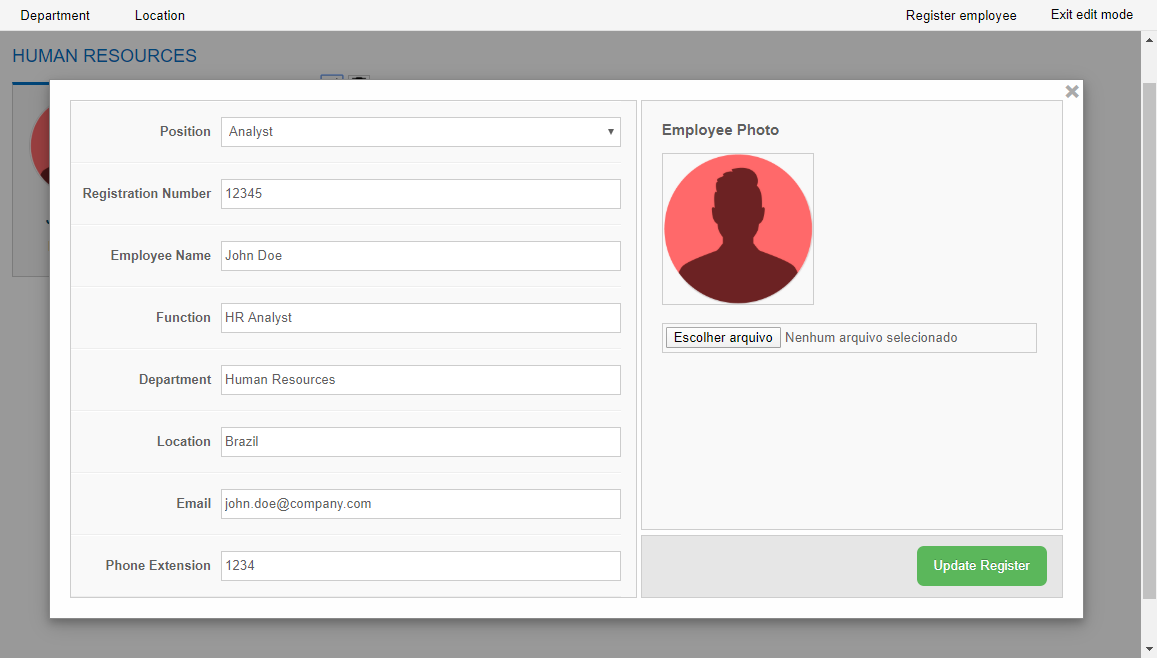 Department Location Register employee Exit edit mode
HUMAN RESOURCES
Position Analyst
Registration Number 12345
Employee Name John Doe
Function HR Analyst
Department Human Resources
Location Brazil
Email john.doe@company.com
Phone Extension 1234
Employee Photo
Escolher arquivo Nenhum arquivo selecionado
Update Register